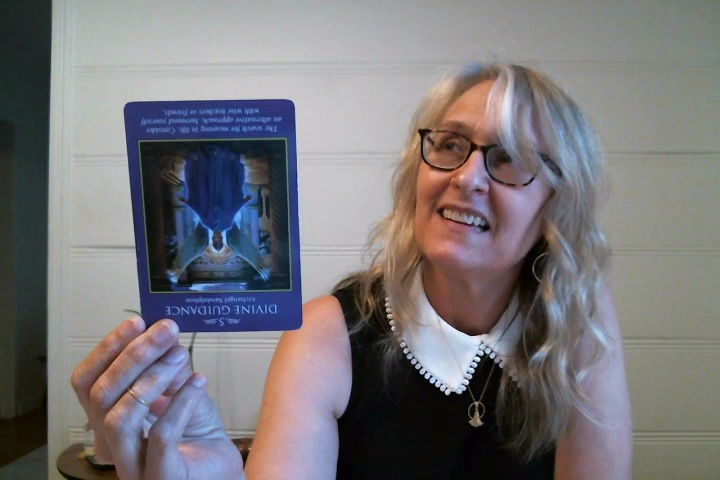 5
DIVINE GUIDANCE
Archangel Sandalphon
The search for meaning in life. Consider
an alternative approach. Surround yourself
with wise teachers or friends.